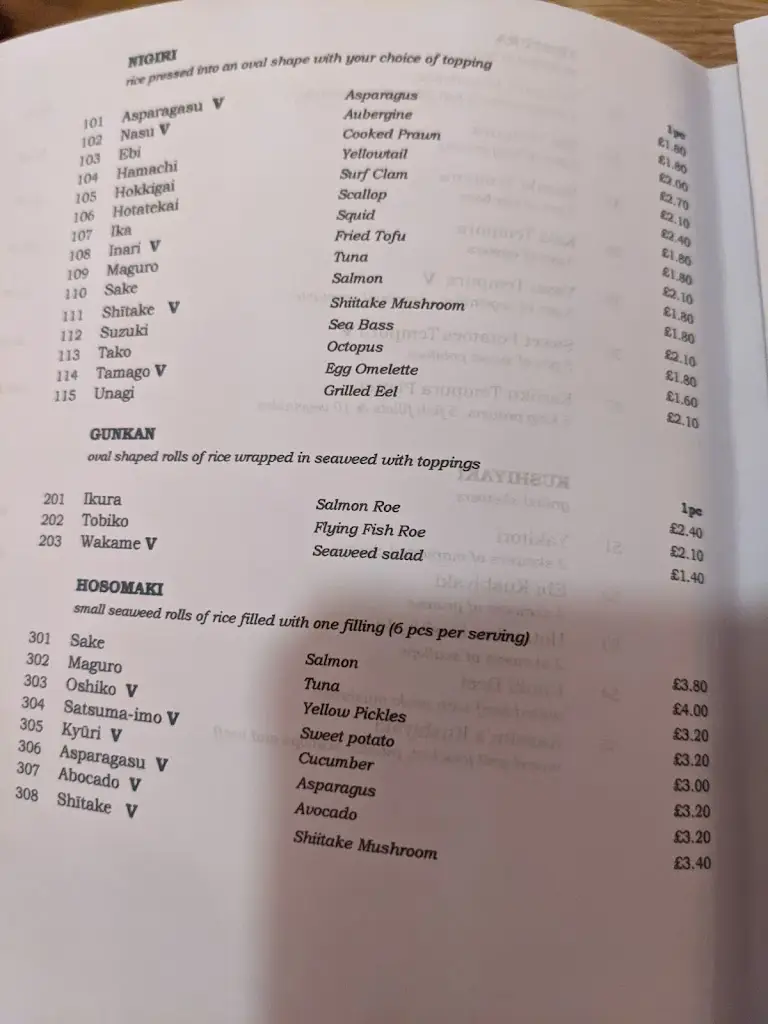 NIGIRI
rice pressed into an oval shape with your choice of topping
1pc
101 Asparagasu V Asparagus £1.80
102 Nasu V Aubergine £1.80
103 Ebi Cooked Prawn £2.00
104 Hamachi Yellowtail £2.70
105 Hokkigai Surf Clam £2.10
106 Hotatekai Scallop £2.40
107 Ika Squid £1.80
108 Inari V Fried Tofu £1.80
109 Maguro Tuna £2.10
110 Sake Salmon £1.80
111 Shītake V Shiitake Mushroom £1.80
112 Suzuki Sea Bass £2.10
113 Tako Octopus £1.80
114 Tamago V Egg Omelette £1.60
115 Unagi Grilled Eel £2.10
GUNKAN
oval shaped rolls of rice wrapped in seaweed with toppings
1pc
201 Ikura Salmon Roe £2.40
202 Tobiko Flying Fish Roe £2.10
203 Wakame V Seaweed salad £1.40
HOSOMAKI
small seaweed rolls of rice filled with one filling (6 pcs per serving)
301 Sake Salmon £3.80
302 Maguro Tuna £4.00
303 Oshiko V Yellow Pickles £3.20
304 Satsuma-imo V Sweet potato £3.20
305 Kyūri V Cucumber £3.00
306 Asparagasu V Asparagus £3.20
307 Abocado V Avocado £3.20
308 Shītake V Shiitake Mushroom £3.40